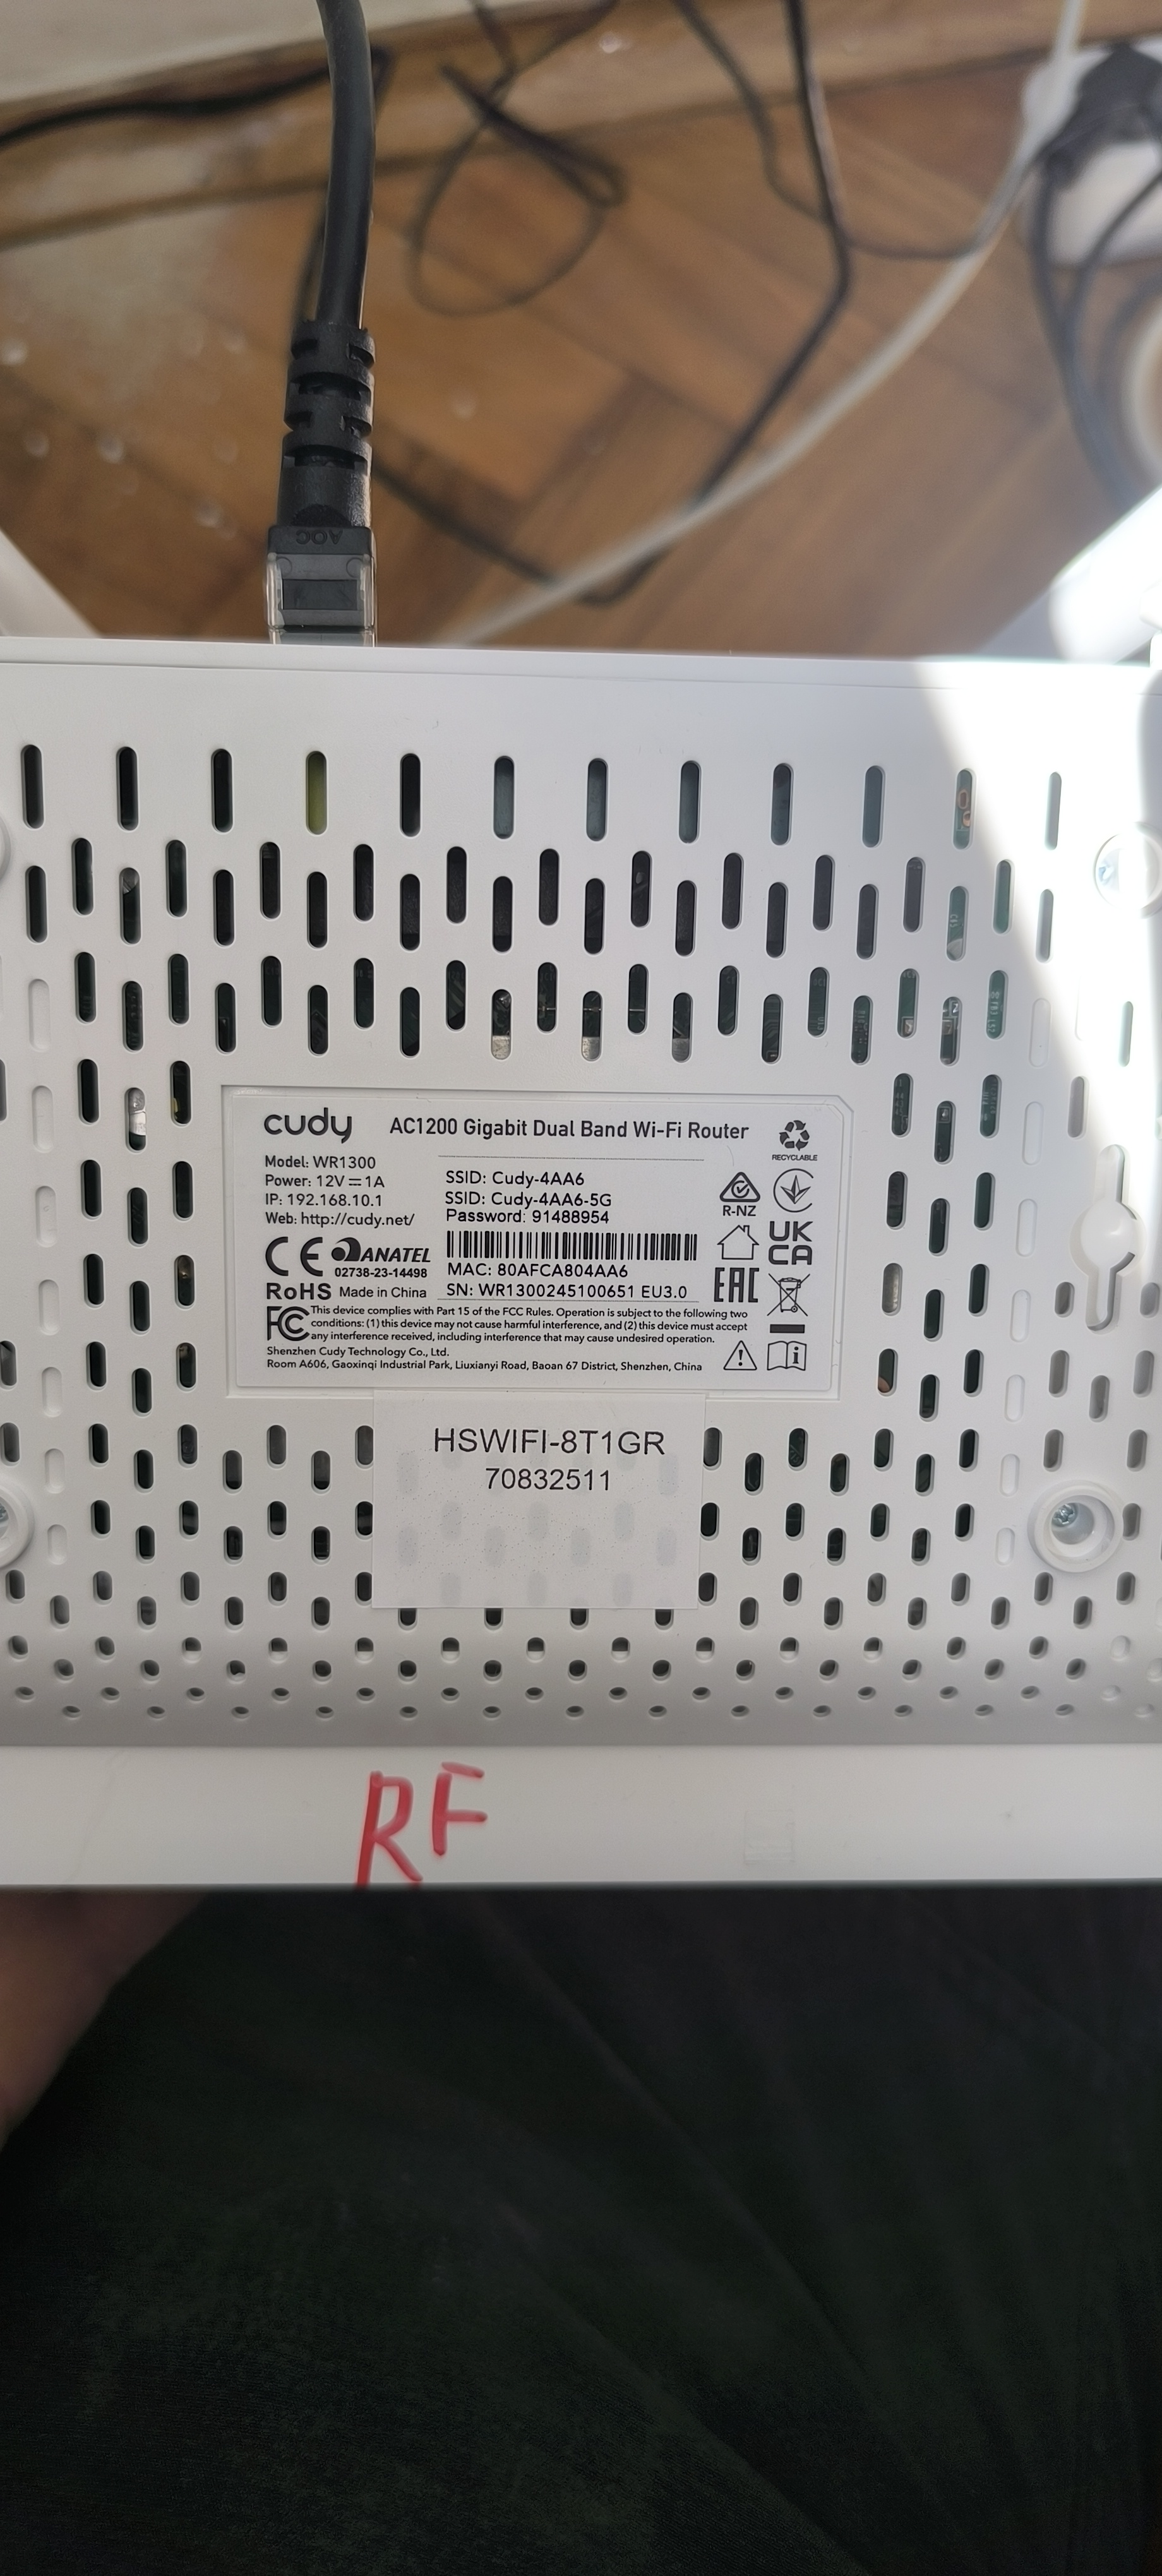 AOC
cudy AC1200 Gigabit Dual Band Wi-Fi Router
RECYCLABLE
Model: WR1300
Power: 12V⎓1A
IP: 192.168.10.1
Web: http://cudy.net/
SSID: Cudy-4AA6
SSID: Cudy-4AA6-5G
Password: 91488954
R-NZ
UK
CA
CE ANATEL
02738-23-14498
MAC: 80AFCA804AA6
EAC
RoHS Made in China
SN: WR1300245100651 EU3.0
FC This device complies with Part 15 of the FCC Rules. Operation is subject to the following two
conditions: (1) this device may not cause harmful interference, and (2) this device must accept
any interference received, including interference that may cause undesired operation.
Shenzhen Cudy Technology Co., Ltd.
Room A606, Gaoxinqi Industrial Park, Liuxianyi Road, Baoan 67 District, Shenzhen, China
HSWIFI-8T1GR
70832511
RF